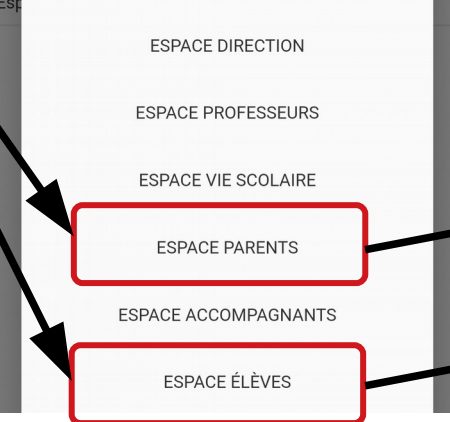 ESPACE DIRECTION
ESPACE PROFESSEURS
ESPACE VIE SCOLAIRE
ESPACE PARENTS
ESPACE ACCOMPAGNANTS
ESPACE ÉLÈVES